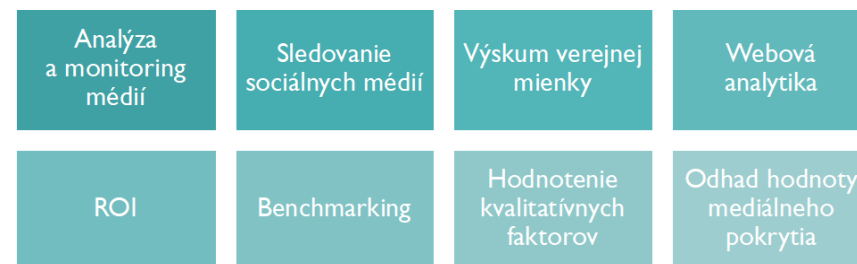 Analýza
a monitoring
médií
Sledovanie
sociálnych médií
Výskum verejnej
mienky
Webová
analytika
ROI
Benchmarking
Hodnotenie
kvalitatívnych
faktorov
Odhad hodnoty
mediálneho
pokrytia